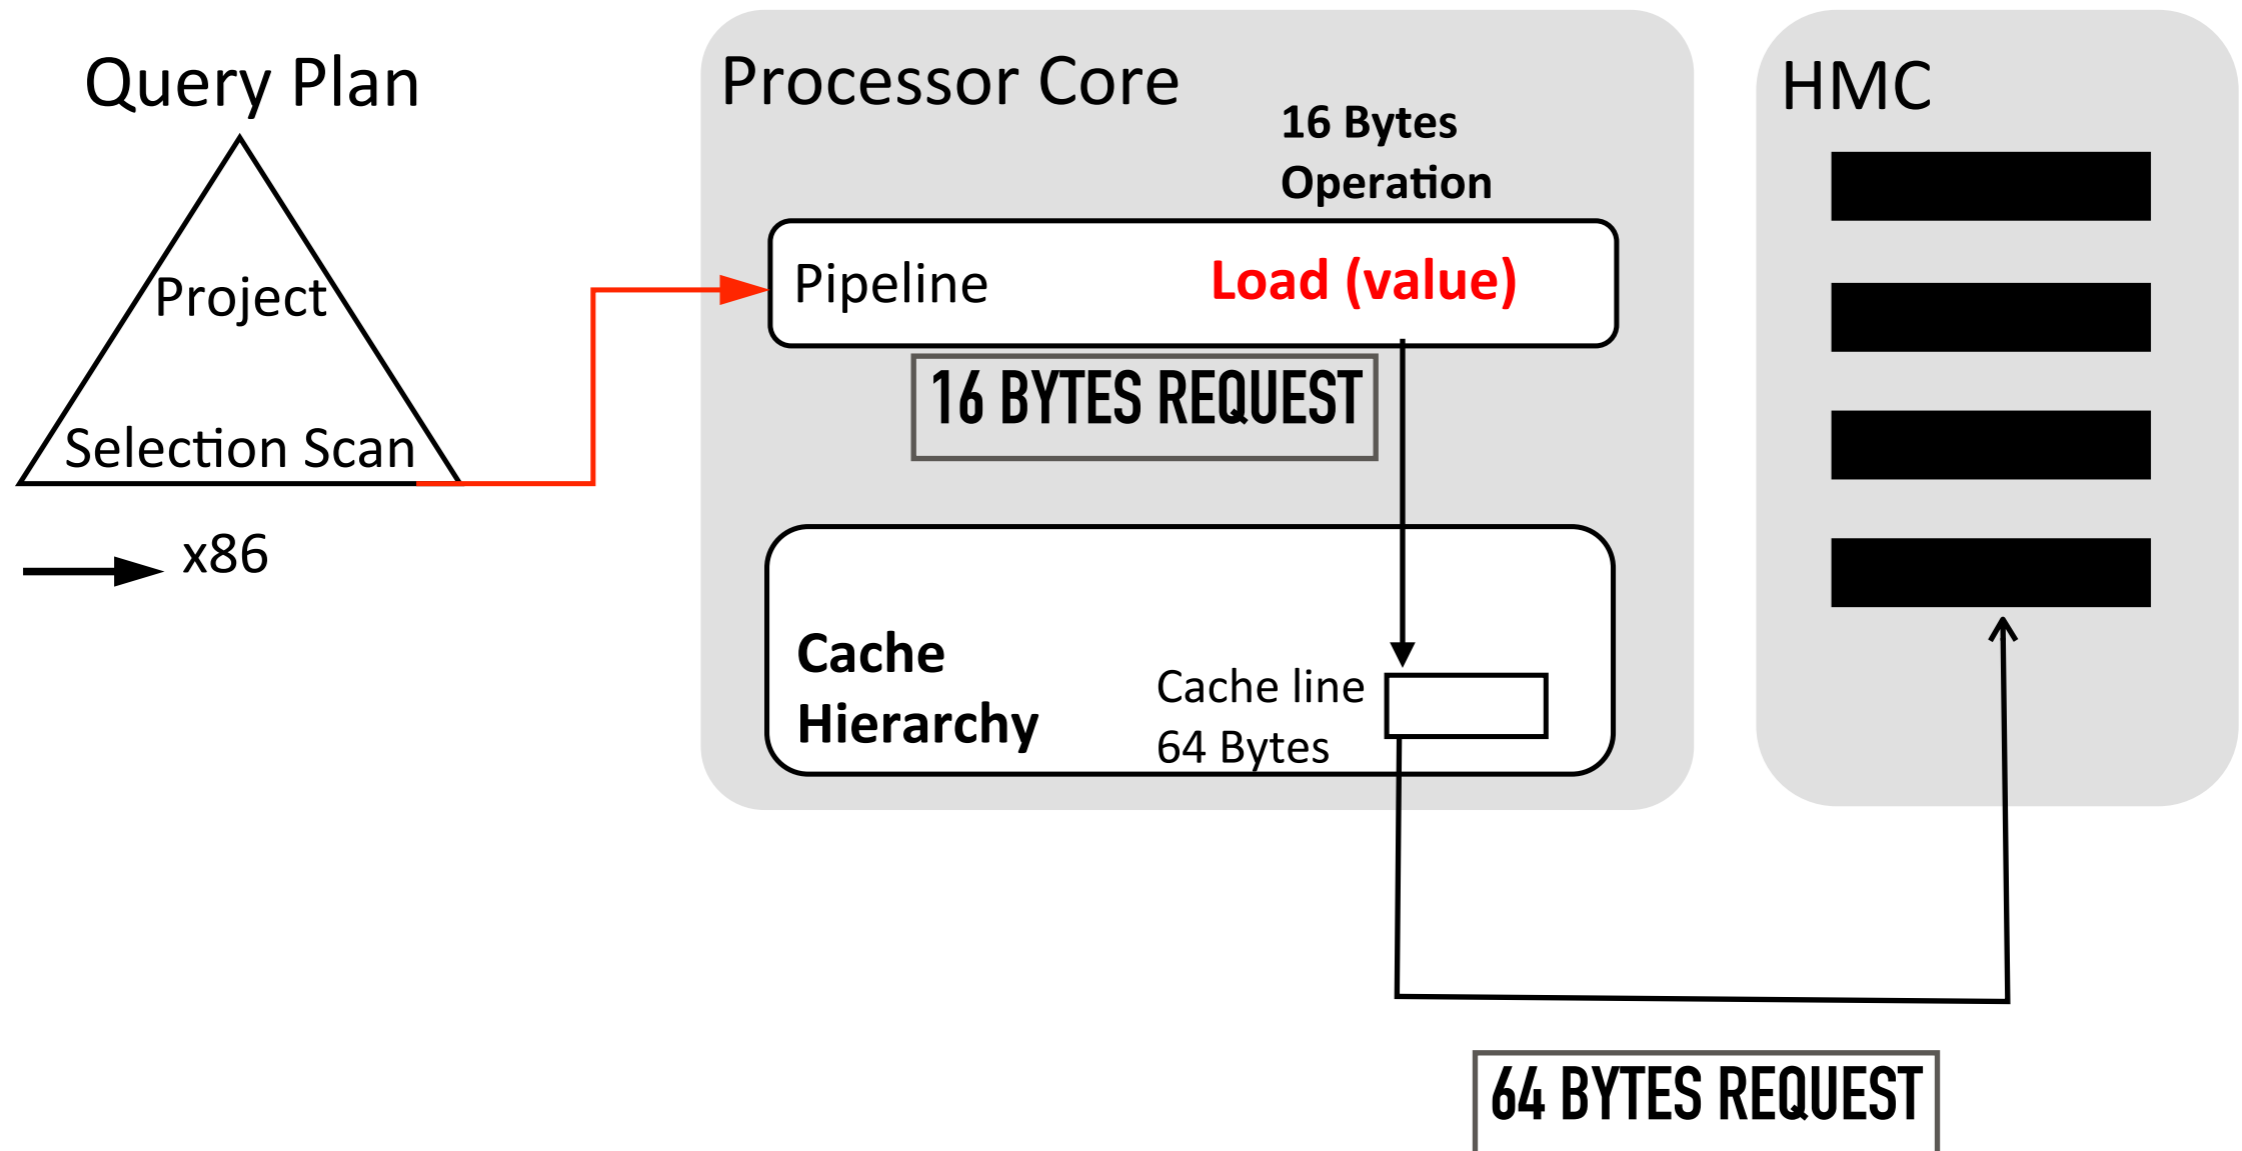 Query Plan
Project
Selection Scan
x86
Processor Core
16 Bytes
Operation
Pipeline
Load (value)
16 BYTES REQUEST
Cache
Hierarchy
Cache line
64 Bytes
HMC
64 BYTES REQUEST